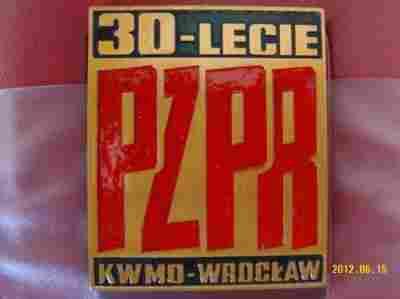 30-LECIE
PZPR
KWMO-WROCŁAW
2012.06.15